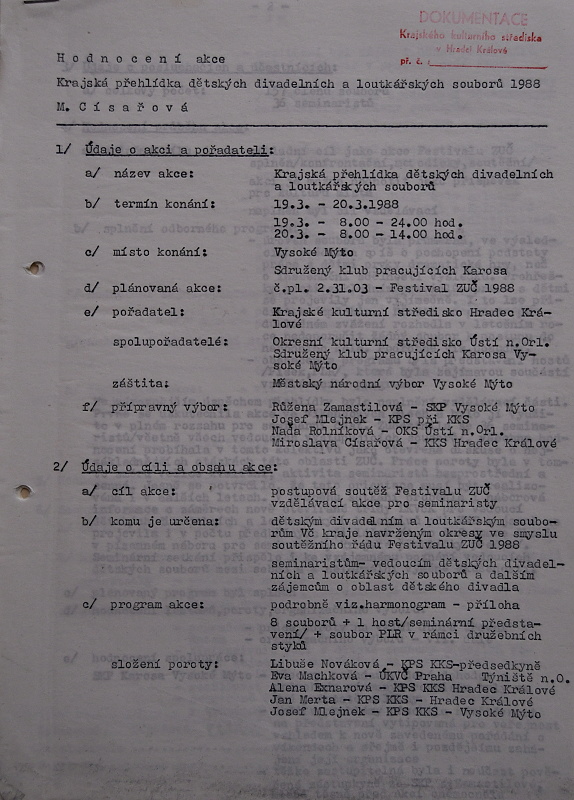 DOKUMENTACE
Krajského kulturního střediska
v Hradci Králové
př. č.:
Hodnocení akce
Krajská přehlídka dětských divadelních a loutkářských souborů 1988
M. Císařová
1/ Údaje o akci a pořadateli:
a/ název akce: Krajská přehlídka dětských divadelních
a loutkářských souborů
b/ termín konání: 19.3. - 20.3.1988
19.3. - 8.00 - 24.00 hod.
20.3. - 8.00 - 14.00 hod.
c/ místo konání: Vysoké Mýto
Sdružený klub pracujících Karosa
d/ plánovaná akce: č.pl. 2.31.03 - Festival ZUČ 1988
e/ pořadatel: Krajské kulturní středisko Hradec Krá-
lové
spolupořadatelé: Okresní kulturní středisko Ústí n.Orl.
Sdružený klub pracujících Karosa Vy-
soké Mýto
záštita: Městský národní výbor Vysoké Mýto
f/ přípravný výbor: Růžena Zamastilová - SKP Vysoké Mýto
Josef Mlejnek - KPS při KKS
Naďa Rolníková - OKS Ústí n.Orl.
Miroslava Císařová - KKS Hradec Králové
2/ Údaje o cíli a obsahu akce:
a/ cíl akce: postupová soutěž Festivalu ZUČ
vzdělávací akce pro seminaristy
b/ komu je určena: dětským divadelním a loutkářským soubo-
rům Vč kraje navrženým okresy ve smyslu
soutěžního řádu Festivalu ZUČ 1988
seminaristům- vedoucím dětských divadel-
ních a loutkářských souborů a dalším
zájemcům o oblast dětského divadla
c/ program akce: podrobně viz.harmonogram - příloha
8 souborů + 1 host/seminární představ-
vení/ + soubor PLR v rámci družebních
styků
složení poroty: Libuše Nováková - KPS KKS-předsedkyně
Eva Machková - ÚKVČ Praha Týniště n.O.
Alena Exnarová - KPS KKS Hradec Králové
Jan Merta - KPS KKS - Hradec Králové
Josef Mlejnek - KPS KKS - Vysoké Mýto